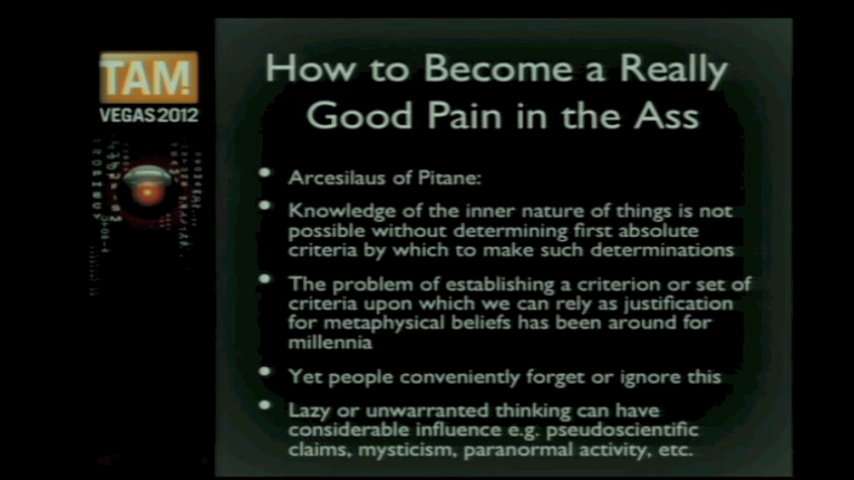 TAM!
VEGAS 2012
How to Become a Really
Good Pain in the Ass
• Arcesilaus of Pitane:
• Knowledge of the inner nature of things is not
possible without determining first absolute
criteria by which to make such determinations
• The problem of establishing a criterion or set of
criteria upon which we can rely as justification
for metaphysical beliefs has been around for
millennia
• Yet people conveniently forget or ignore this
• Lazy or unwarranted thinking can have
considerable influence e.g. pseudoscientific
claims, mysticism, paranormal activity, etc.